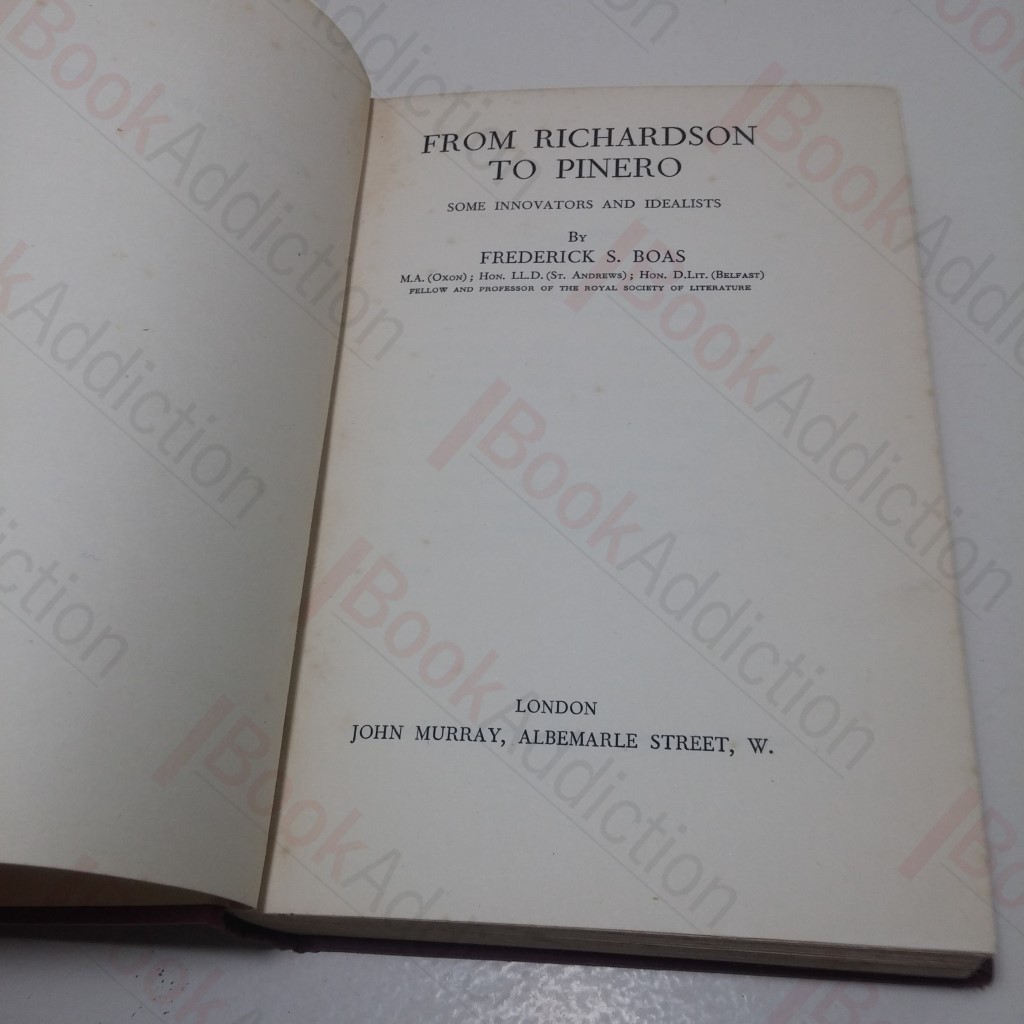 FROM RICHARDSON
TO PINERO
SOME INNOVATORS AND IDEALISTS
By
FREDERICK S. BOAS
M.A. (Oxon) ; Hon. LL.D. (St. Andrews) ; Hon. D.Lit. (Belfast)
FELLOW AND PROFESSOR OF THE ROYAL SOCIETY OF LITERATURE
LONDON
JOHN MURRAY, ALBEMARLE STREET, W.
BookAddiction